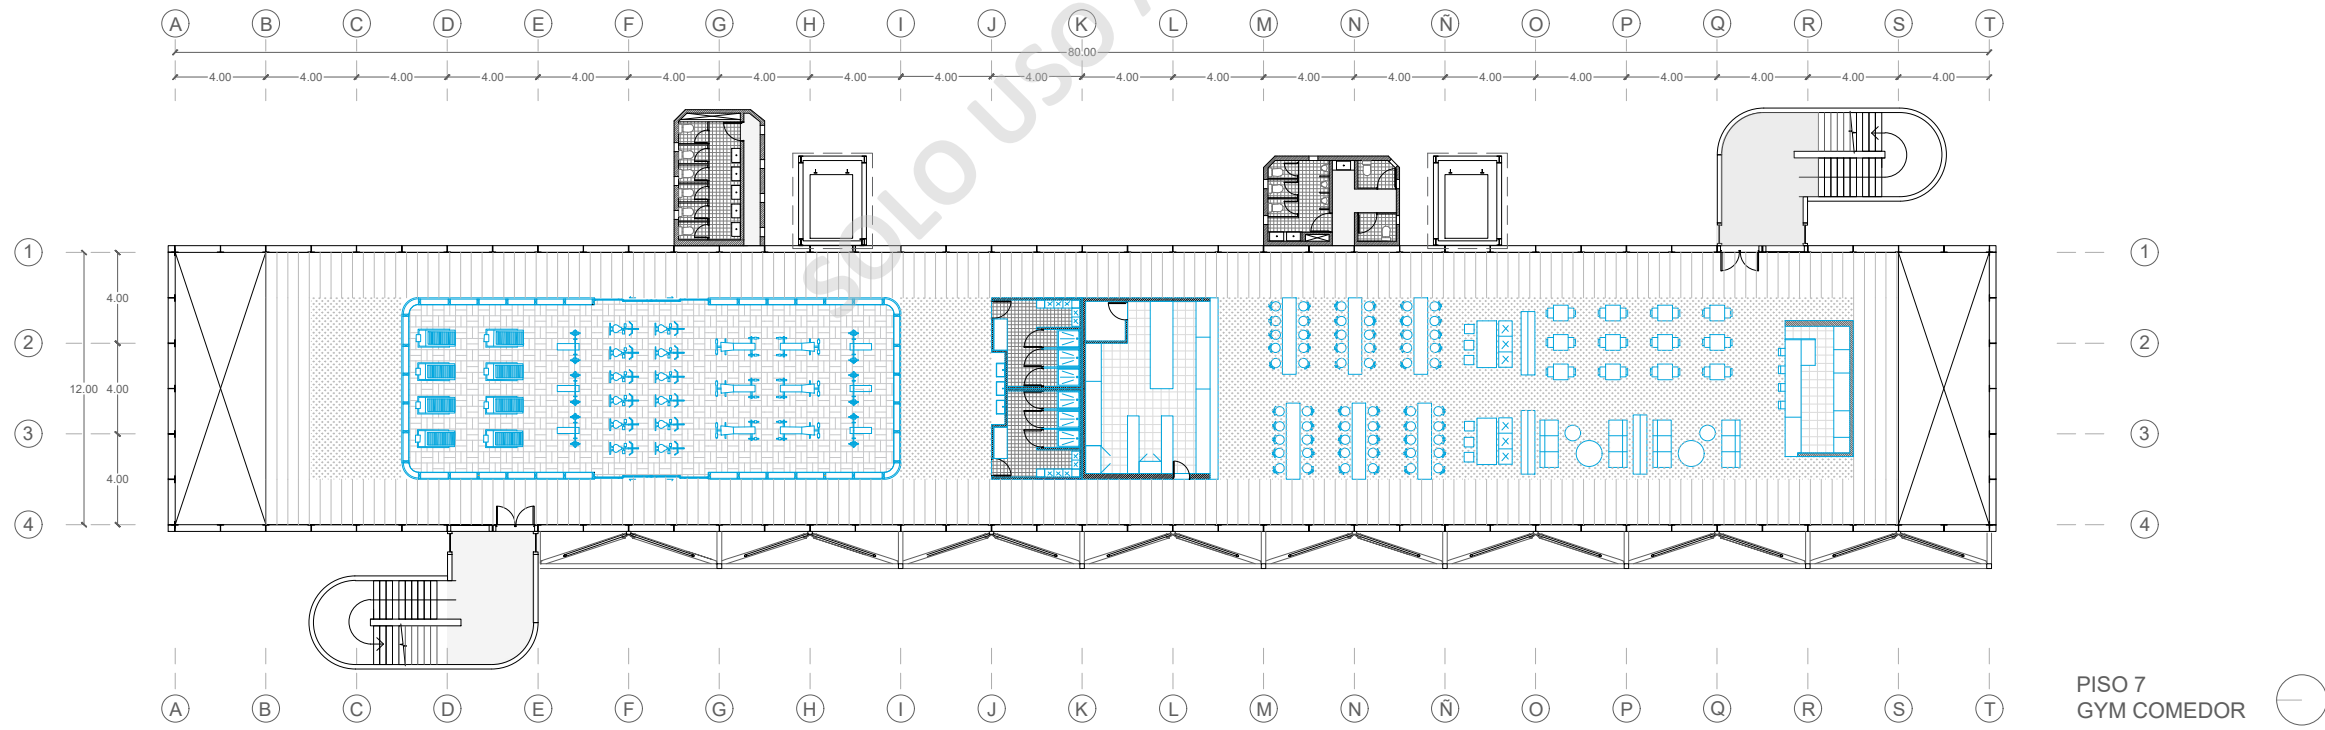 A B C D E F G H I J K L M N Ñ O P Q R S T
80.00
4.00 4.00 4.00 4.00 4.00 4.00 4.00 4.00 4.00 4.00 4.00 4.00 4.00 4.00 4.00 4.00 4.00 4.00 4.00 4.00
SOLO USO
1 1
4.00
2 2
12.00 4.00
3 3
4.00
4 4
A B C D E F G H I J K L M N Ñ O P Q R S T
PISO 7
GYM COMEDOR